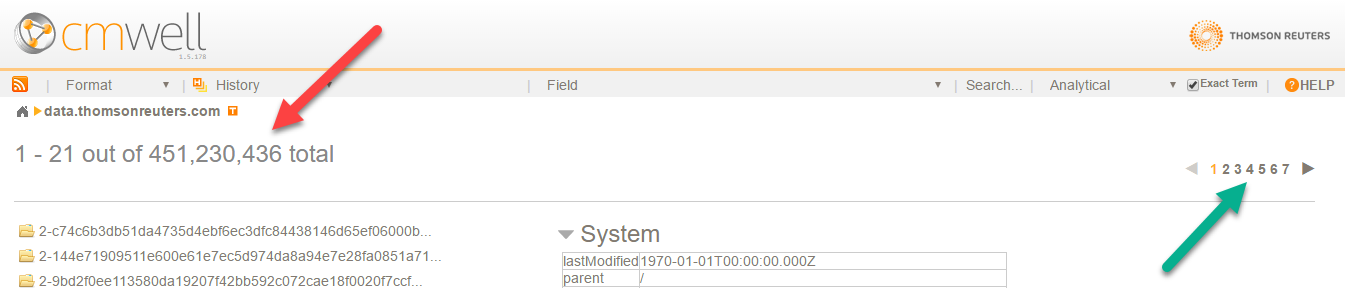 cmwell
1.5.178
THOMSON REUTERS
Format ▼ H History Field ▼ Search... Analytical ▼ Exact Term ? HELP
data.thomsonreuters.com T
1 - 21 out of 451,230,436 total
◀ 1 2 3 4 5 6 7 ▶
2-c74c6b3db51da4735d4ebf6ec3dfc84438146d65ef06000b...
System
2-144e71909511e600e61e7ec5d974da8a94e7e28fa0851a71...
lastModified 1970-01-01T00:00:00.000Z
2-9bd2f0ee113580da19207f42bb592c072cae18f0020f7ccf...
parent /